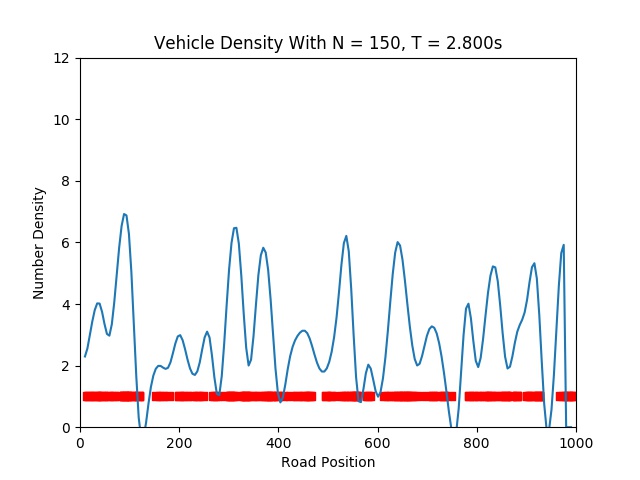 Vehicle Density With N = 150, T = 2.800s
12
10
8
6
4
2
0
Number Density
0 200 400 600 800 1000
Road Position